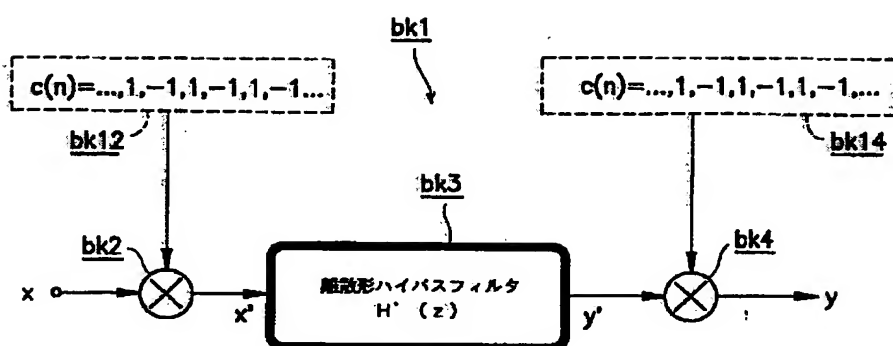 bk1
c(n)=...,1,−1,1,−1,1,−1...
c(n)=...,1,−1,1,−1,1,−1,...
bk12
bk14
bk3
bk2
bk4
x
x'
離散形ハイパスフィルタ
H'(z)
y'
y